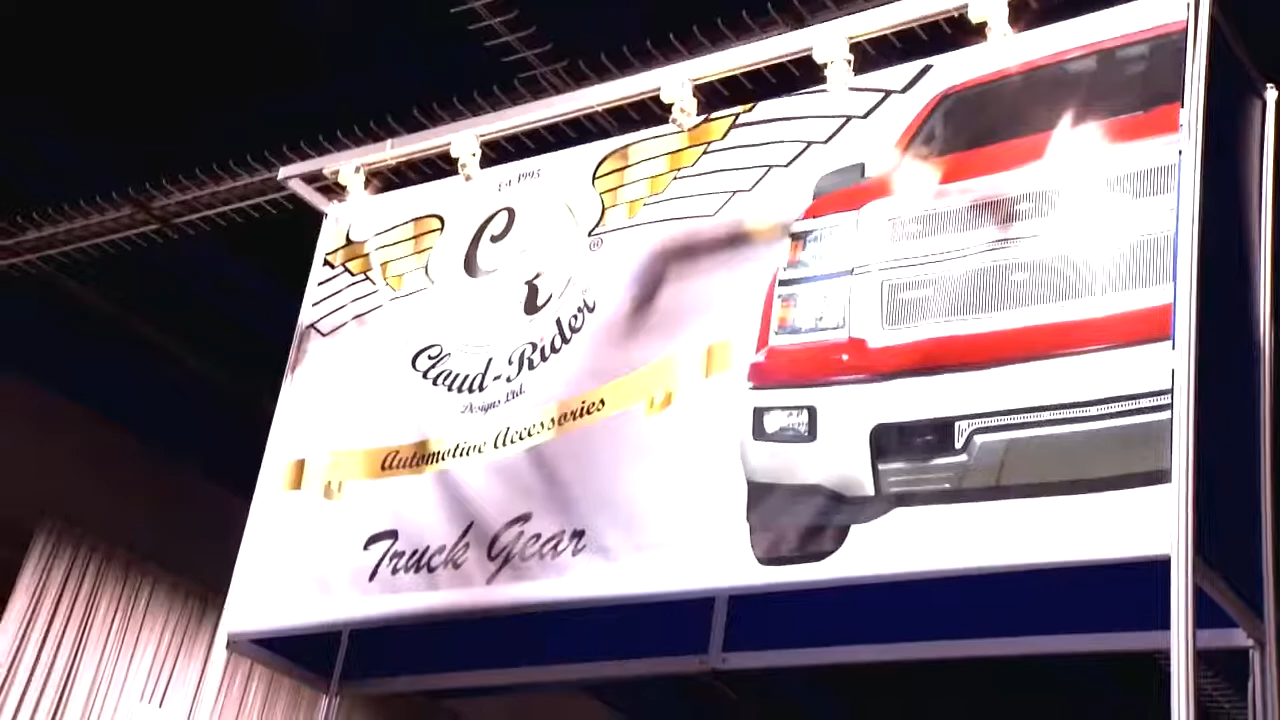 Est. 1995
C
®
Cloud-Rider®
Designs Ltd.
Automotive Accessories
Truck Gear